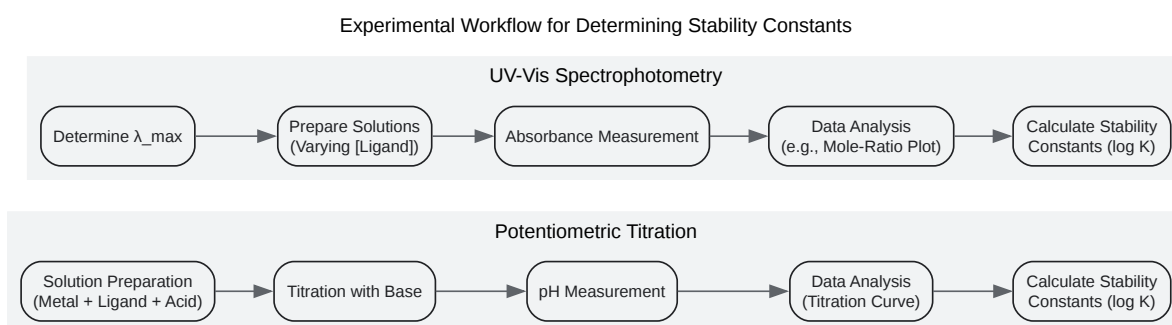 Experimental Workflow for Determining Stability Constants
UV-Vis Spectrophotometry
Determine λ_max
Prepare Solutions
(Varying [Ligand])
Absorbance Measurement
Data Analysis
(e.g., Mole-Ratio Plot)
Calculate Stability
Constants (log K)
Potentiometric Titration
Solution Preparation
(Metal + Ligand + Acid)
Titration with Base
pH Measurement
Data Analysis
(Titration Curve)
Calculate Stability
Constants (log K)